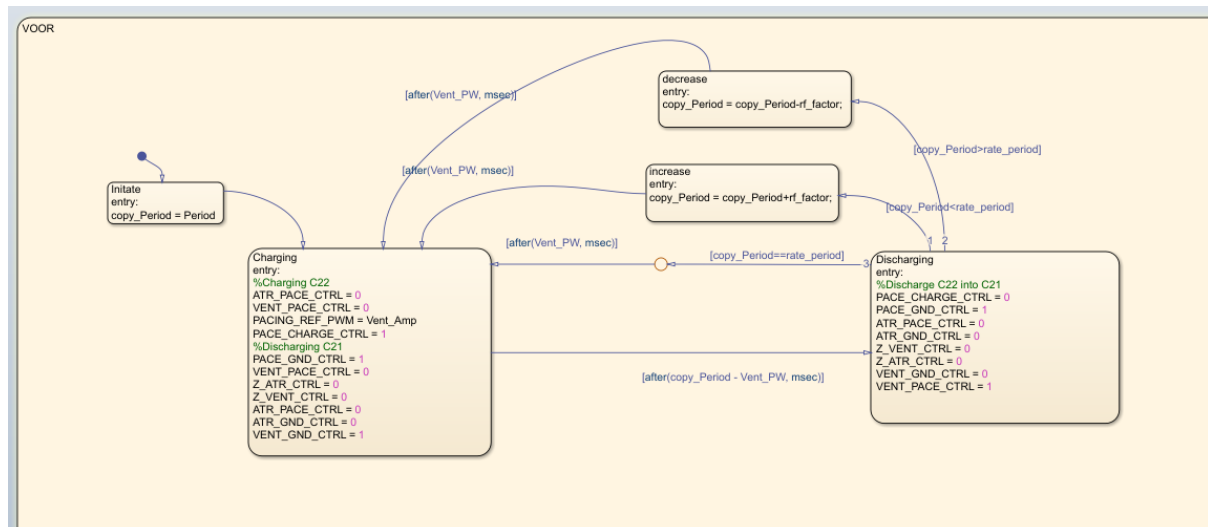 VOOR
decrease
entry:
copy_Period = copy_Period-rf_factor;
[after(Vent_PW, msec)]
[copy_Period>rate_period]
increase
entry:
copy_Period = copy_Period+rf_factor;
[after(Vent_PW, msec)]
Initate
entry:
copy_Period = Period
[copy_Period<rate_period]
1 2
[after(Vent_PW, msec)]
[copy_Period==rate_period]
3
Charging
entry:
%Charging C22
ATR_PACE_CTRL = 0
VENT_PACE_CTRL = 0
PACING_REF_PWM = Vent_Amp
PACE_CHARGE_CTRL = 1
%Discharging C21
PACE_GND_CTRL = 1
VENT_PACE_CTRL = 0
Z_ATR_CTRL = 0
Z_VENT_CTRL = 0
ATR_PACE_CTRL = 0
ATR_GND_CTRL = 0
VENT_GND_CTRL = 1
[after(copy_Period - Vent_PW, msec)]
Discharging
entry:
%Discharge C22 into C21
PACE_CHARGE_CTRL = 0
PACE_GND_CTRL = 1
ATR_PACE_CTRL = 0
ATR_GND_CTRL = 0
Z_VENT_CTRL = 0
Z_ATR_CTRL = 0
VENT_GND_CTRL = 0
VENT_PACE_CTRL = 1